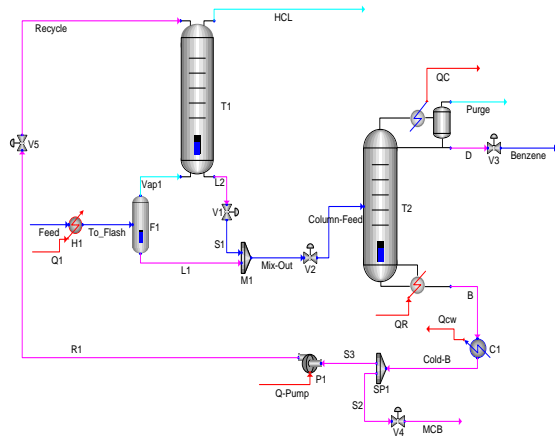 Recycle
HCL
QC
T1
Purge
V5
D
V3
Benzene
Vap1
L2
T2
V1
Column-Feed
Feed
To_Flash
F1
H1
S1
Q1
L1
M1
Mix-Out
V2
B
QR
Qcw
C1
R1
S3
Cold-B
P1
SP1
Q-Pump
S2
V4
MCB